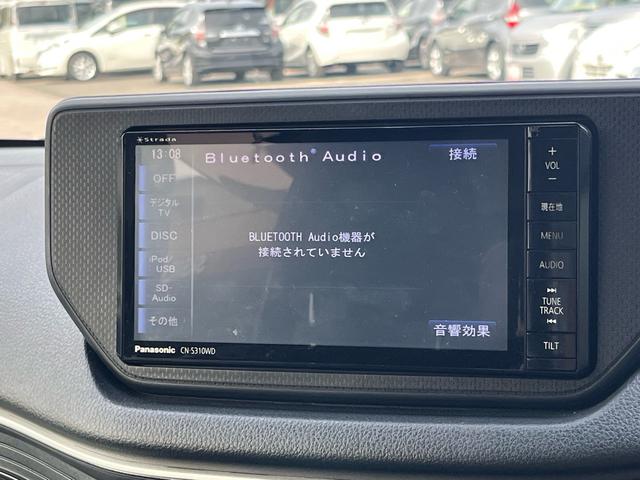 Strada
13:08
Bluetooth® Audio
接続
OFF
デジタル
TV
DISC
iPod/
USB
SD-
Audio
その他
BLUETOOTH Audio機器が
接続されていません
音響効果
Panasonic CN-S310WD
+
VOL
−
現在地
MENU
AUDIO
TUNE
TRACK
TILT